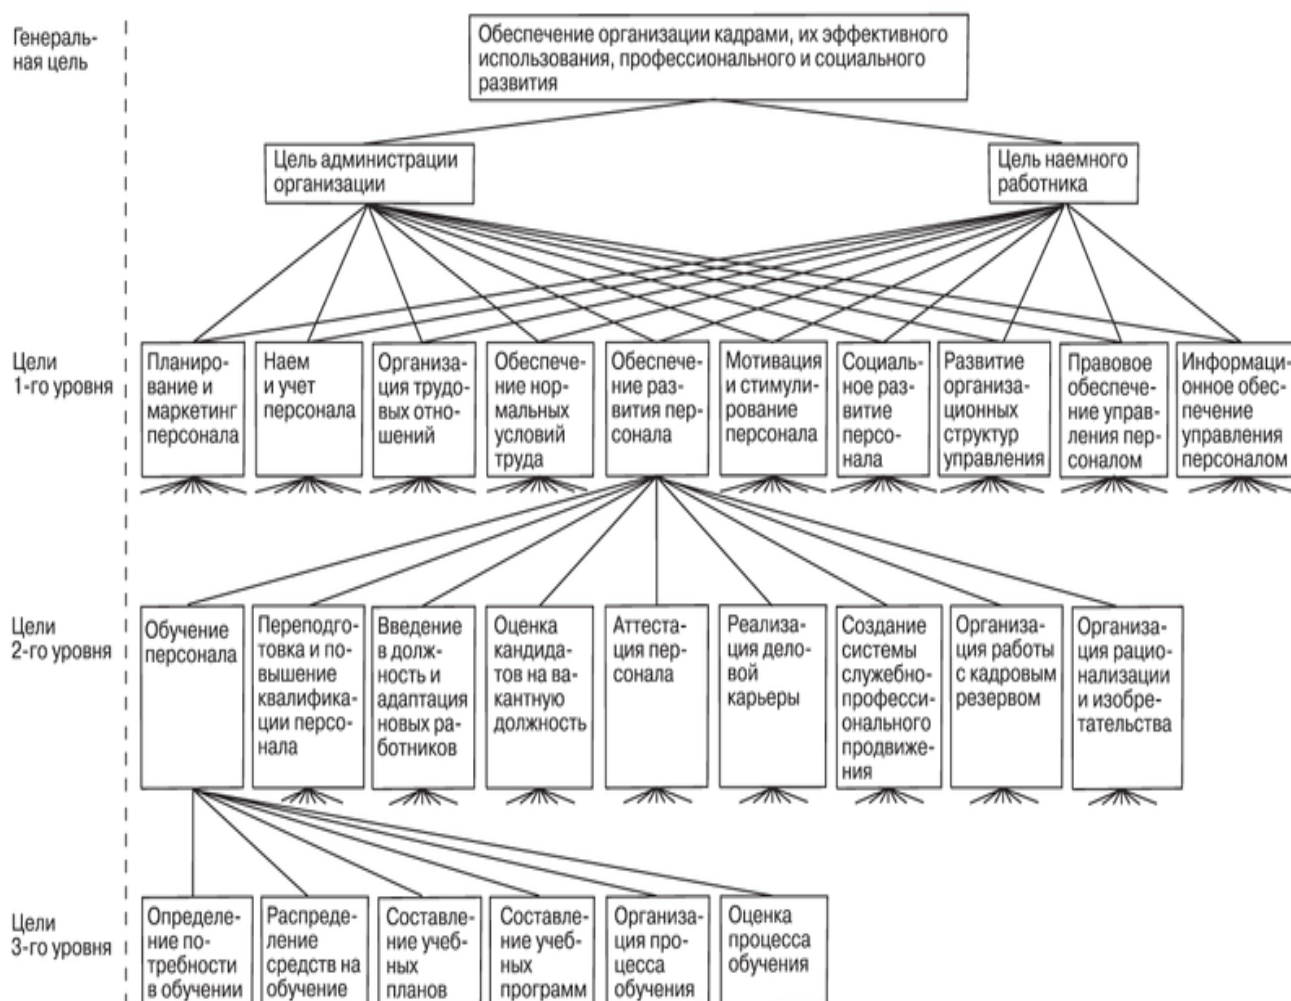 Генераль-
ная цель
Обеспечение организации кадрами, их эффективного
использования, профессионального и социального
развития
Цель администрации
организации
Цель наемного
работника
Цели
1-го уровня
Планиро-
вание и
маркетинг
персонала
Наем
и учет
персонала
Организа-
ция трудо-
вых отно-
шений
Обеспече-
ние нор-
мальных
условий
труда
Обеспече-
ние раз-
вития пер-
сонала
Мотивация
и стимули-
рование
персонала
Социаль-
ное раз-
витие
персо-
нала
Развитие
организа-
ционных
структур
управления
Правовое
обеспече-
ние управ-
ления пер-
соналом
Информаци-
онное обес-
печение
управления
персоналом
Цели
2-го уровня
Обучение
персонала
Переподго-
товка и по-
вышение
квалифика-
ции персо-
нала
Введение
в долж-
ность и
адаптация
новых ра-
ботников
Оценка
кандида-
тов на ва-
кантную
должность
Аттеста-
ция пер-
сонала
Реализа-
ция дело-
вой
карьеры
Создание
системы
служебно-
професси-
онального
продвиже-
ния
Организа-
ция работы
с кадровым
резервом
Организа-
ция рацио-
нализации
и изобре-
тательства
Цели
3-го уровня
Определе-
ние по-
требности
в обучении
Распреде-
ление
средств на
обучение
Составле-
ние учеб-
ных
планов
Составле-
ние учеб-
ных
программ
Организа-
ция про-
цесса
обучения
Оценка
процесса
обучения